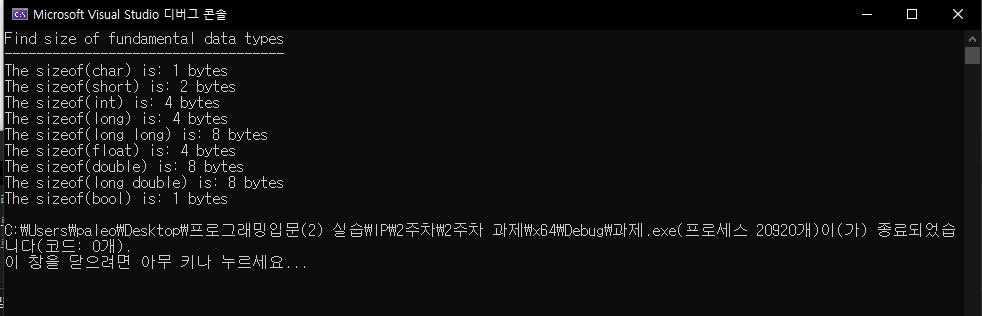 Microsoft Visual Studio 디버그 콘솔
Find size of fundamental data types
-----------------------------------
The sizeof(char) is: 1 bytes
The sizeof(short) is: 2 bytes
The sizeof(int) is: 4 bytes
The sizeof(long) is: 4 bytes
The sizeof(long long) is: 8 bytes
The sizeof(float) is: 4 bytes
The sizeof(double) is: 8 bytes
The sizeof(long double) is: 8 bytes
The sizeof(bool) is: 1 bytes
C:₩Users₩paleo₩Desktop₩프로그래밍입문(2) 실습₩IP₩2주차₩2주차 과제₩x64₩Debug₩과제.exe(프로세스 20920개)이(가) 종료되었습
니다(코드: 0개).
이 창을 닫으려면 아무 키나 누르세요...